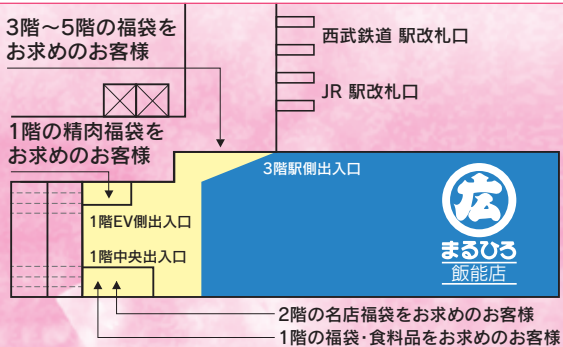 3階〜5階の福袋を
お求めのお客様
西武鉄道 駅改札口
JR 駅改札口
1階の精肉福袋を
お求めのお客様
3階駅側出入口
1階EV側出入口
1階中央出入口
広
まるひろ
飯能店
2階の名店福袋をお求めのお客様
1階の福袋・食料品をお求めのお客様